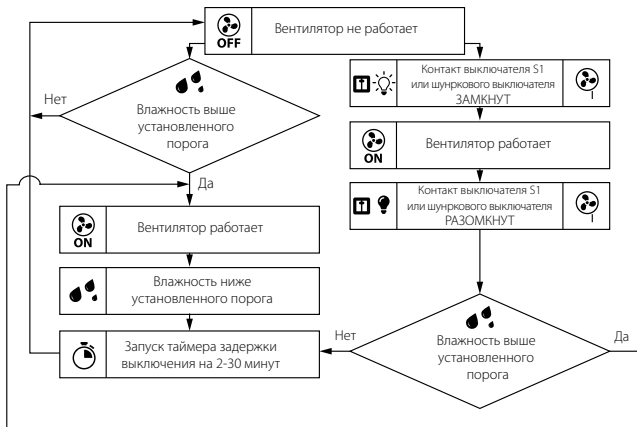 OFF
Вентилятор не работает
Нет
Влажность выше
установленного
порога
Да
ON
Вентилятор работает
Влажность ниже
установленного порога
Запуск таймера задержки
выключения на 2-30 минут
Контакт выключателя S1
или шнуркового выключателя
ЗАМКНУТ
ON
Вентилятор работает
Контакт выключателя S1
или шнуркового выключателя
РАЗОМКНУТ
Нет
Влажность выше
установленного
порога
Да